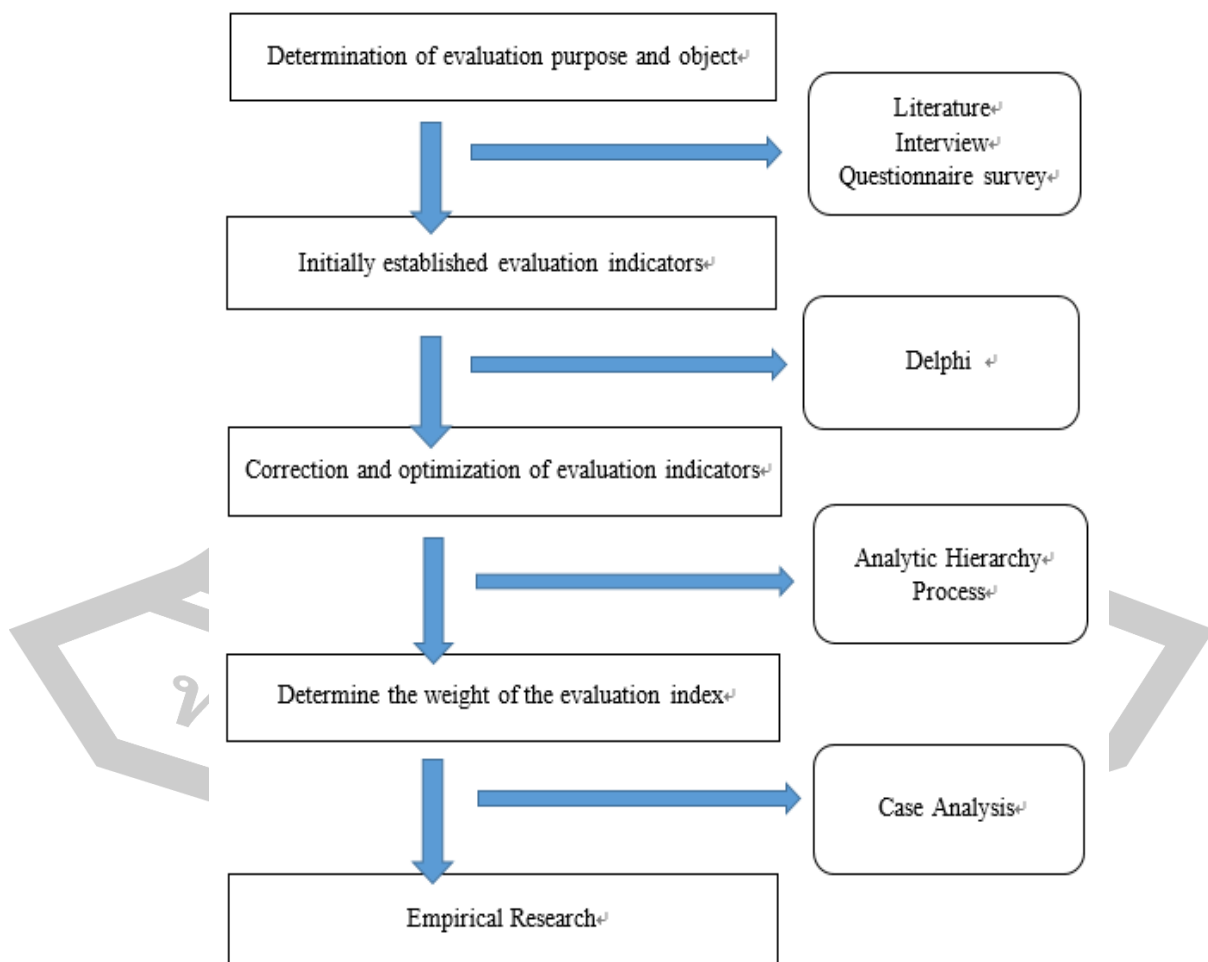 Determination of evaluation purpose and object
Literature
Interview
Questionnaire survey
Initially established evaluation indicators
Delphi
Correction and optimization of evaluation indicators
Analytic Hierarchy
Process
Determine the weight of the evaluation index
Case Analysis
Empirical Research